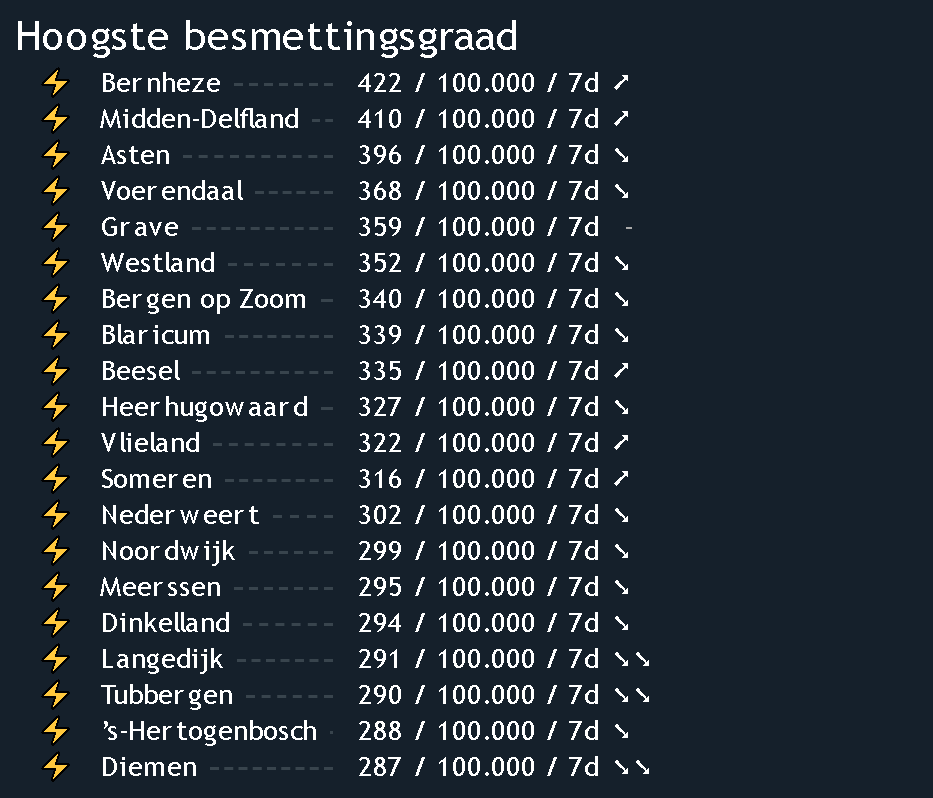 Hoogste besmettingsgraad
⚡ Bernheze ------- 422 / 100.000 / 7d ➚
⚡ Midden-Delfland -- 410 / 100.000 / 7d ➚
⚡ Asten ---------- 396 / 100.000 / 7d ➘
⚡ Voerendaal ------ 368 / 100.000 / 7d ➘
⚡ Grave ---------- 359 / 100.000 / 7d -
⚡ Westland ------- 352 / 100.000 / 7d ➘
⚡ Bergen op Zoom - 340 / 100.000 / 7d ➘
⚡ Blaricum ------- 339 / 100.000 / 7d ➘
⚡ Beesel ---------- 335 / 100.000 / 7d ➚
⚡ Heerhugowaard - 327 / 100.000 / 7d ➘
⚡ Vlieland -------- 322 / 100.000 / 7d ➚
⚡ Someren ------- 316 / 100.000 / 7d ➚
⚡ Nederweert ---- 302 / 100.000 / 7d ➘
⚡ Noordwijk ------ 299 / 100.000 / 7d ➘
⚡ Meerssen ------- 295 / 100.000 / 7d ➘
⚡ Dinkelland ------ 294 / 100.000 / 7d ➘
⚡ Langedijk ------- 291 / 100.000 / 7d ➘➘
⚡ Tubbergen ------ 290 / 100.000 / 7d ➘➘
⚡ ’s-Hertogenbosch · 288 / 100.000 / 7d ➘
⚡ Diemen --------- 287 / 100.000 / 7d ➘➘